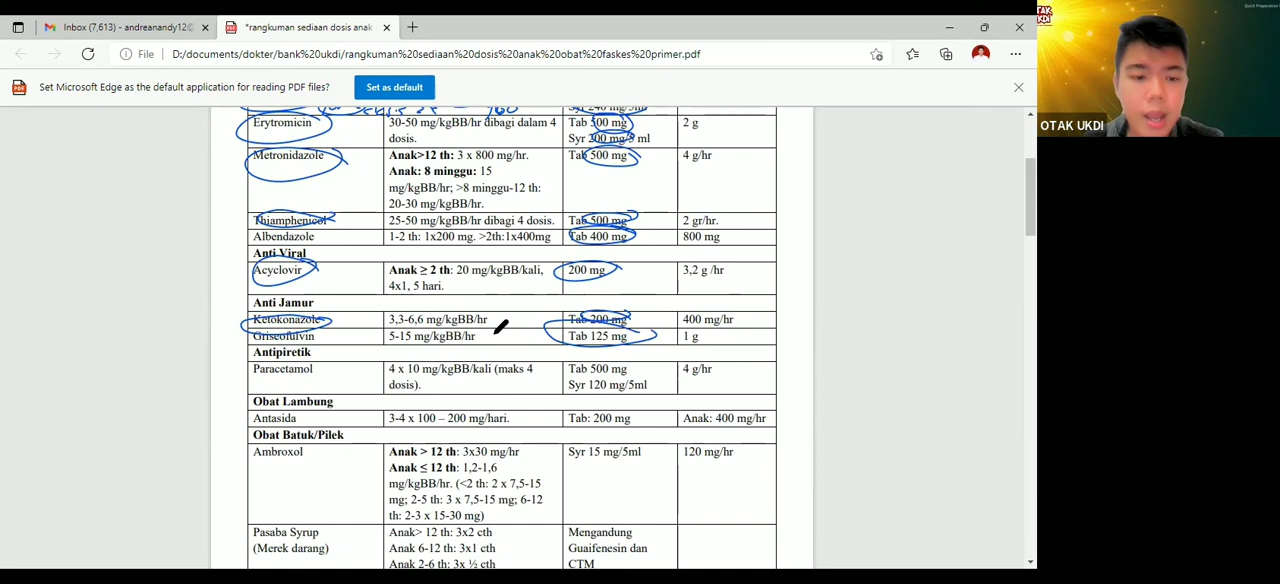 Inbox (7,613) - andreanandy12@
*rangkuman sediaan dosis anak
File
D:/documents/dokter/bank%20ukdi/rangkuman%20sediaan%20dosis%20anak%20obat%20faskes%20primer.pdf
Set Microsoft Edge as the default application for reading PDF files?
Set as default
OTAK
UKDI
OTAK UKDI
Syr 240 mg/5ml
Erytromicin 30-50 mg/kgBB/hr dibagi dalam 4 dosis. Tab 500 mg Syr 200 mg/5 ml 2 g
Metronidazole Anak>12 th: 3 x 800 mg/hr. Tab 500 mg 4 g/hr
Anak: 8 minggu: 15
mg/kgBB/hr; >8 minggu-12 th:
20-30 mg/kgBB/hr.
Thiamphenicol 25-50 mg/kgBB/hr dibagi 4 dosis. Tab 500 mg 2 gr/hr.
Albendazole 1-2 th: 1x200 mg. >2th:1x400mg Tab 400 mg 800 mg
Anti Viral
Acyclovir Anak ≥ 2 th: 20 mg/kgBB/kali, 200 mg 3,2 g /hr
4x1, 5 hari.
Anti Jamur
Ketokonazole 3,3-6,6 mg/kgBB/hr Tab 200 mg 400 mg/hr
Griseofulvin 5-15 mg/kgBB/hr Tab 125 mg 1 g
Antipiretik
Paracetamol 4 x 10 mg/kgBB/kali (maks 4 Tab 500 mg 4 g/hr
dosis). Syr 120 mg/5ml
Obat Lambung
Antasida 3-4 x 100 – 200 mg/hari. Tab: 200 mg Anak: 400 mg/hr
Obat Batuk/Pilek
Ambroxol Anak > 12 th: 3x30 mg/hr Syr 15 mg/5ml 120 mg/hr
Anak ≤ 12 th: 1,2-1,6
mg/kgBB/hr. (<2 th: 2 x 7,5-15
mg; 2-5 th: 3 x 7,5-15 mg; 6-12
th: 2-3 x 15-30 mg)
Pasaba Syrup Anak> 12 th: 3x2 cth Mengandung
(Merek darang) Anak 6-12 th: 3x1 cth Guaifenesin dan
Anak 2-6 th: 3x ½ cth CTM